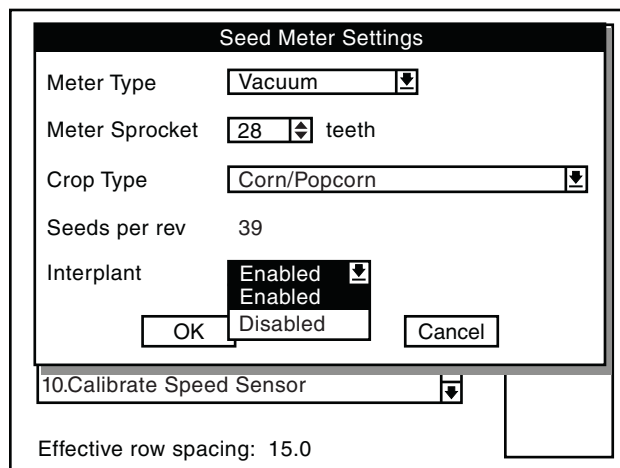 Seed Meter Settings
Meter Type Vacuum
Meter Sprocket 28 teeth
Crop Type Corn/Popcorn
Seeds per rev 39
Interplant Enabled
Enabled
OK Disabled Cancel
10.Calibrate Speed Sensor
Effective row spacing: 15.0